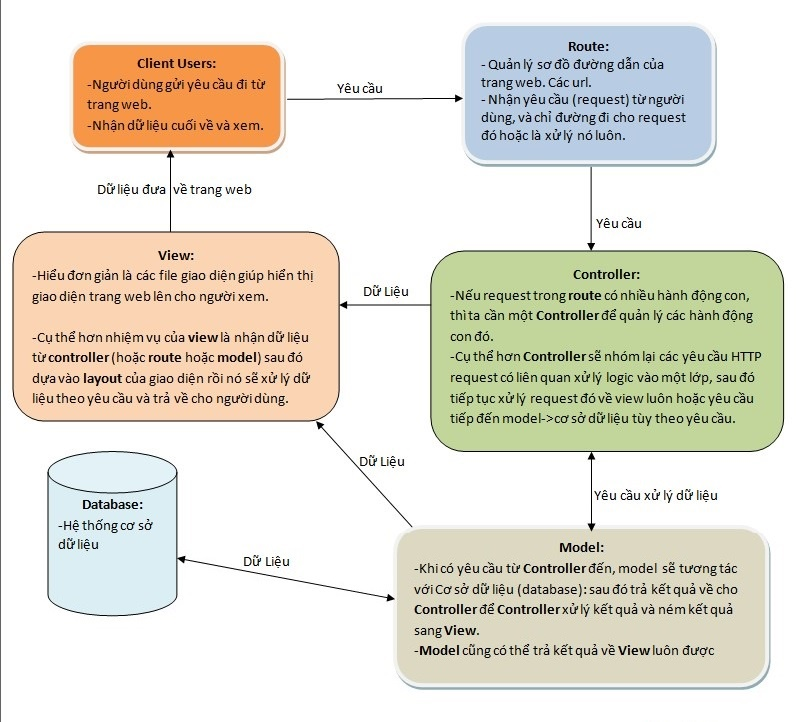 Client Users:
-Người dùng gửi yêu cầu đi từ
trang web.
-Nhận dữ liệu cuối về và xem.
Yêu cầu
Route:
- Quản lý sơ đồ đường dẫn của
trang web. Các url.
- Nhận yêu cầu (request) từ người
dùng, và chỉ đường đi cho request
đó hoặc là xử lý nó luôn.
Dữ liệu đưa về trang web
Yêu cầu
View:
-Hiểu đơn giản là các file giao diện giúp hiển thị
giao diện trang web lên cho người xem.
-Cụ thể hơn nhiệm vụ của view là nhận dữ liệu
từ controller (hoặc route hoặc model) sau đó
dựa vào layout của giao diện rồi nó sẽ xử lý dữ
liệu theo yêu cầu và trả về cho người dùng.
Dữ Liệu
Controller:
-Nếu request trong route có nhiều hành động con,
thì ta cần một Controller để quản lý các hành động
con đó.
-Cụ thể hơn Controller sẽ nhóm lại các yêu cầu HTTP
request có liên quan xử lý logic vào một lớp, sau đó
tiếp tục xử lý request đó về view luôn hoặc yêu cầu
tiếp đến model->cơ sở dữ liệu tùy theo yêu cầu.
Dữ Liệu
Yêu cầu xử lý dữ liệu
Database:
-Hệ thống cơ sở
dữ liệu
Dữ Liệu
Model:
-Khi có yêu cầu từ Controller đến, model sẽ tương tác
với Cơ sở dữ liệu (database): sau đó trả kết quả về cho
Controller để Controller xử lý kết quả và ném kết quả
sang View.
-Model cũng có thể trả kết quả về View luôn được